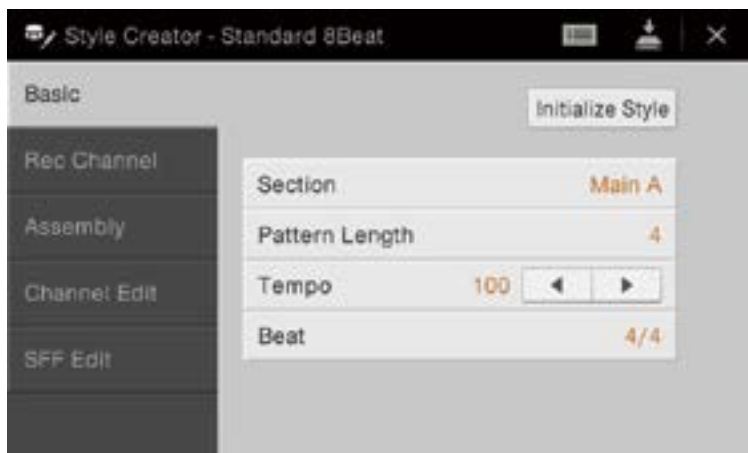 Style Creator - Standard 8Beat
Basic
Initialize Style
Rec Channel
Section Main A
Assembly
Pattern Length 4
Channel Edit
Tempo 100
Beat 4/4
SFF Edit